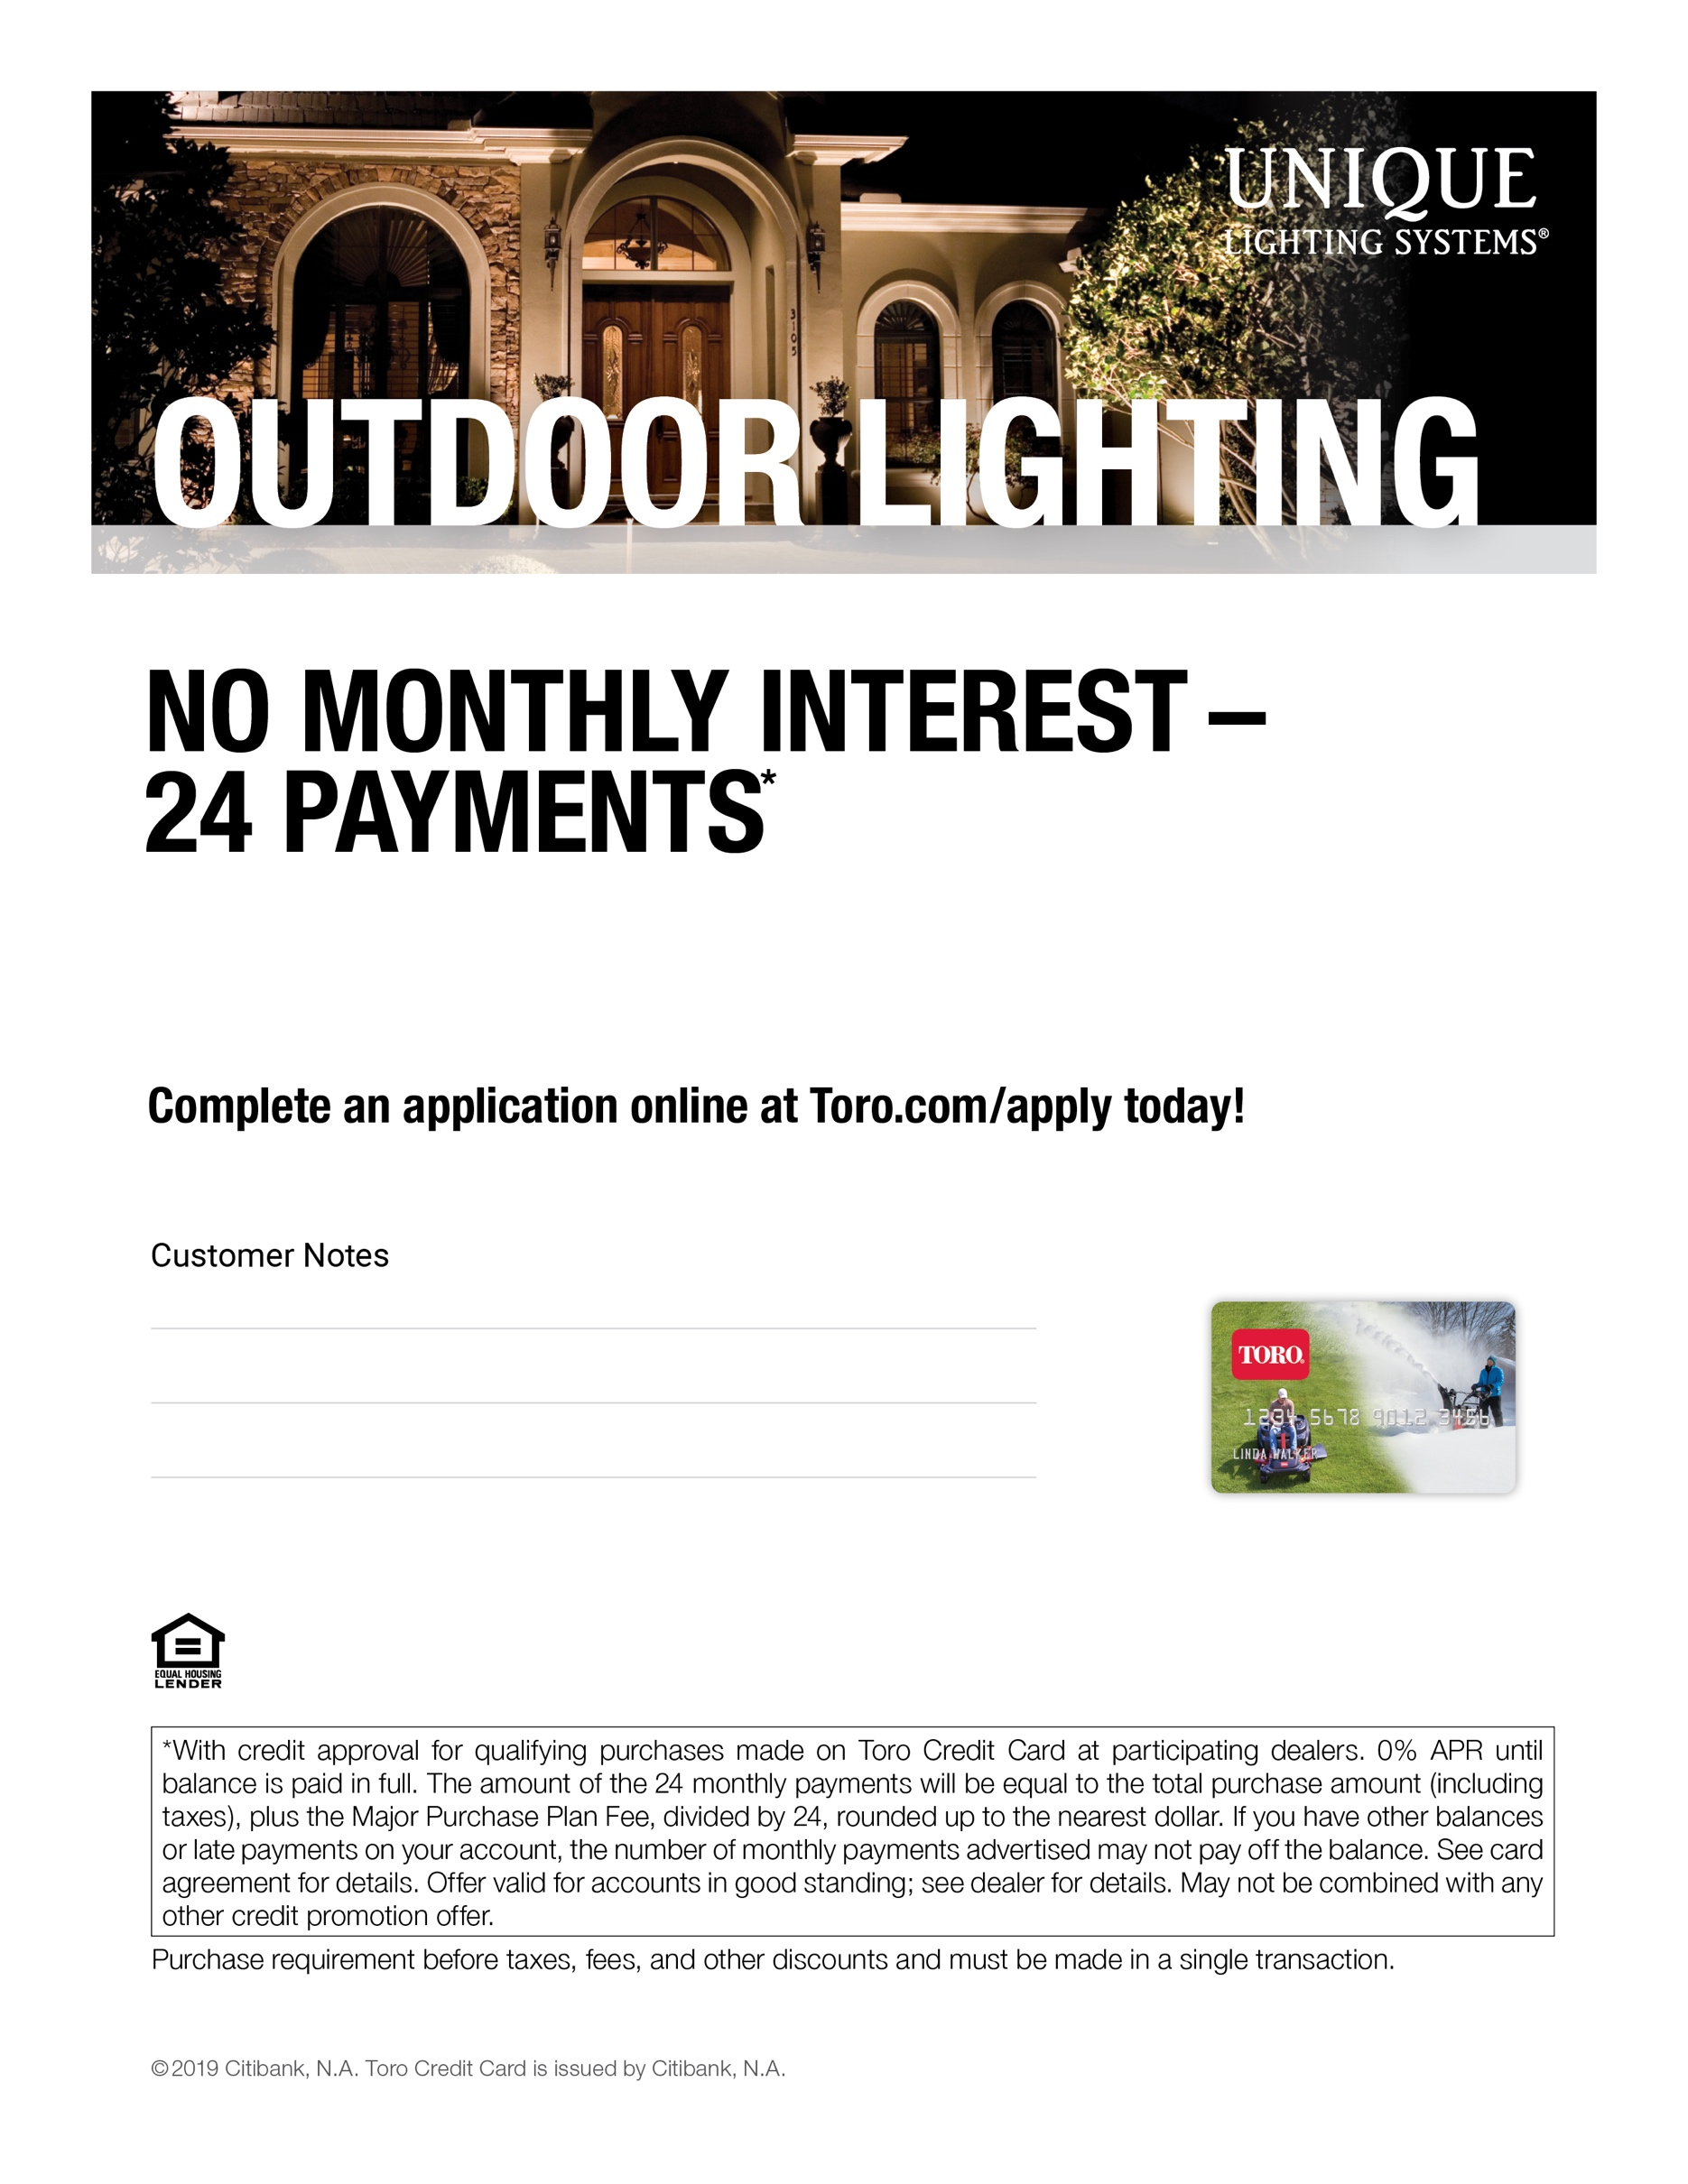 UNIQUE
LIGHTING SYSTEMS®
3105
OUTDOOR LIGHTING
NO MONTHLY INTEREST –
24 PAYMENTS*
Complete an application online at Toro.com/apply today!
Customer Notes
TORO
1234 5678 9012 3456
LINDA WALKER
EQUAL HOUSING
LENDER
*With credit approval for qualifying purchases made on Toro Credit Card at participating dealers. 0% APR until
balance is paid in full. The amount of the 24 monthly payments will be equal to the total purchase amount (including
taxes), plus the Major Purchase Plan Fee, divided by 24, rounded up to the nearest dollar. If you have other balances
or late payments on your account, the number of monthly payments advertised may not pay off the balance. See card
agreement for details. Offer valid for accounts in good standing; see dealer for details. May not be combined with any
other credit promotion offer.
Purchase requirement before taxes, fees, and other discounts and must be made in a single transaction.
©2019 Citibank, N.A. Toro Credit Card is issued by Citibank, N.A.